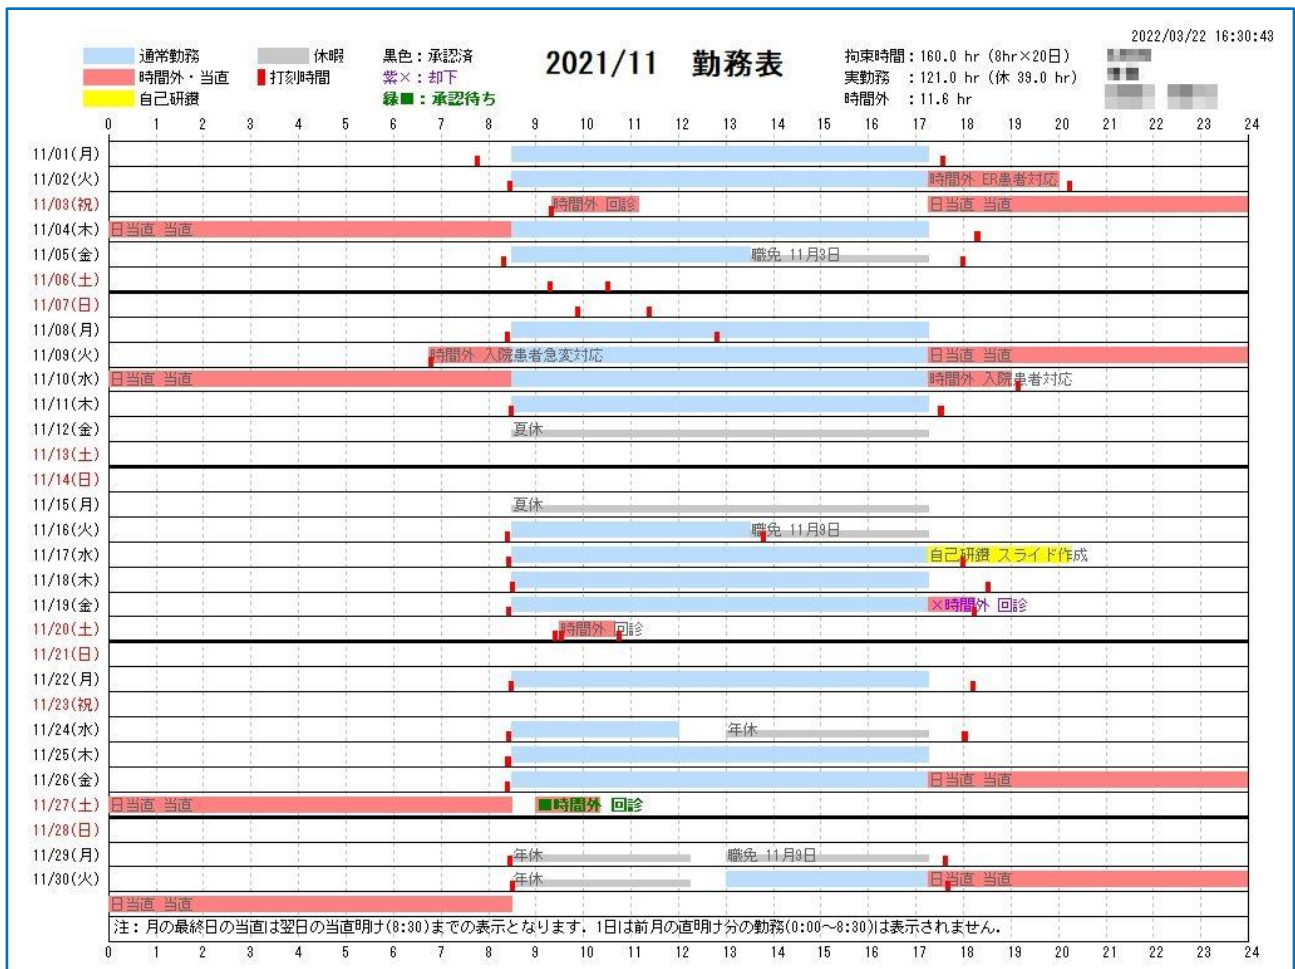 2022/03/22 16:30:43
通常勤務 休暇 黒色：承認済 2021/11 勤務表 拘束時間：160.0 hr (8hr×20日)
時間外・当直 打刻時間 紫×：却下 実勤務 ：121.0 hr (休 39.0 hr)
自己研鑽 緑■：承認待ち 時間外 ：11.6 hr
0 1 2 3 4 5 6 7 8 9 10 11 12 13 14 15 16 17 18 19 20 21 22 23 24
11/01(月)
11/02(火) 時間外 ER患者対応
11/03(祝) 時間外 回診 日当直 当直
11/04(木) 日当直 当直
11/05(金) 職免 11月3日
11/06(土)
11/07(日)
11/08(月)
11/09(火) 時間外 入院患者急変対応 日当直 当直
11/10(水) 日当直 当直 時間外 入院患者対応
11/11(木)
11/12(金) 夏休
11/13(土)
11/14(日)
11/15(月) 夏休
11/16(火) 職免 11月9日
11/17(水) 自己研鑽 スライド作成
11/18(木)
11/19(金) ×時間外 回診
11/20(土) 時間外 回診
11/21(日)
11/22(月)
11/23(祝)
11/24(水) 年休
11/25(木)
11/26(金) 日当直 当直
11/27(土) 日当直 当直 ■時間外 回診
11/28(日)
11/29(月) 年休 職免 11月9日
11/30(火) 年休 日当直 当直
日当直 当直
注：月の最終日の当直は翌日の当直明け(8:30)までの表示となります．1日は前月の直明け分の勤務(0:00～8:30)は表示されません．
0 1 2 3 4 5 6 7 8 9 10 11 12 13 14 15 16 17 18 19 20 21 22 23 24